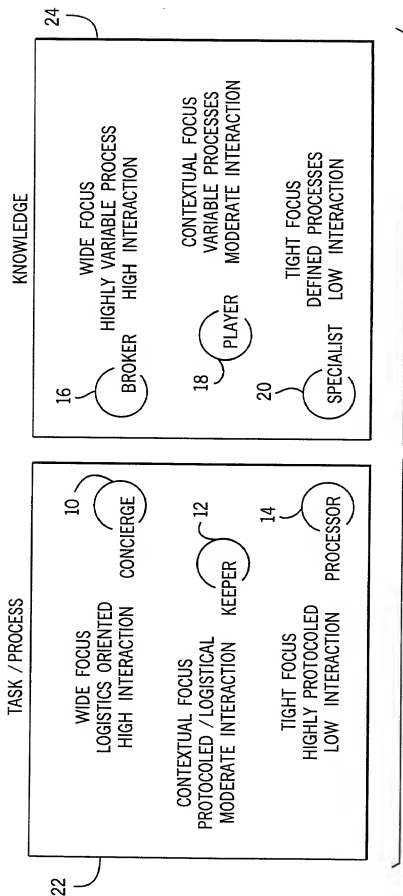 TASK / PROCESS
22
WIDE FOCUS
LOGISTICS ORIENTED
HIGH INTERACTION
10
CONCIERGE
CONTEXTUAL FOCUS
PROTOCOLED / LOGISTICAL
MODERATE INTERACTION
12
KEEPER
TIGHT FOCUS
HIGHLY PROTOCOLED
LOW INTERACTION
14
PROCESSOR
KNOWLEDGE
24
16
BROKER
WIDE FOCUS
HIGHLY VARIABLE PROCESS
HIGH INTERACTION
18
PLAYER
CONTEXTUAL FOCUS
VARIABLE PROCESSES
MODERATE INTERACTION
20
SPECIALIST
TIGHT FOCUS
DEFINED PROCESSES
LOW INTERACTION